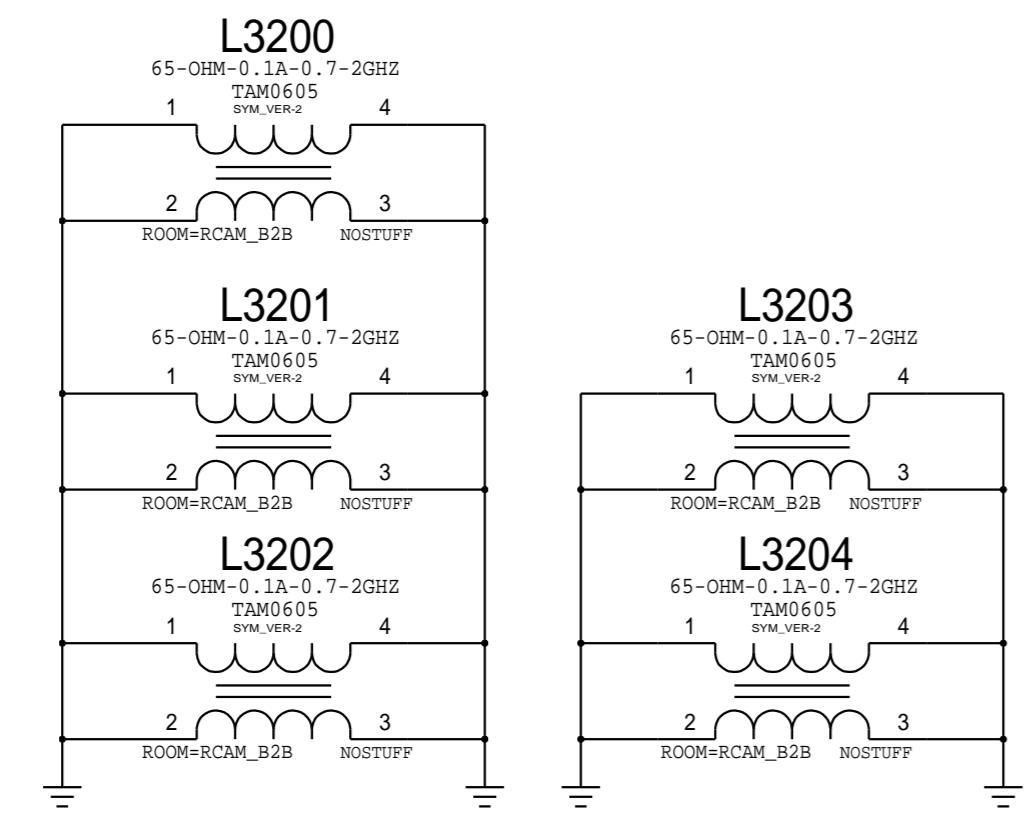 L3200
65-OHM-0.1A-0.7-2GHZ
TAM0605
SYM_VER-2
1 4
2 3
ROOM=RCAM_B2B NOSTUFF
L3201
65-OHM-0.1A-0.7-2GHZ
TAM0605
SYM_VER-2
1 4
2 3
ROOM=RCAM_B2B NOSTUFF
L3202
65-OHM-0.1A-0.7-2GHZ
TAM0605
SYM_VER-2
1 4
2 3
ROOM=RCAM_B2B NOSTUFF
L3203
65-OHM-0.1A-0.7-2GHZ
TAM0605
SYM_VER-2
1 4
2 3
ROOM=RCAM_B2B NOSTUFF
L3204
65-OHM-0.1A-0.7-2GHZ
TAM0605
SYM_VER-2
1 4
2 3
ROOM=RCAM_B2B NOSTUFF